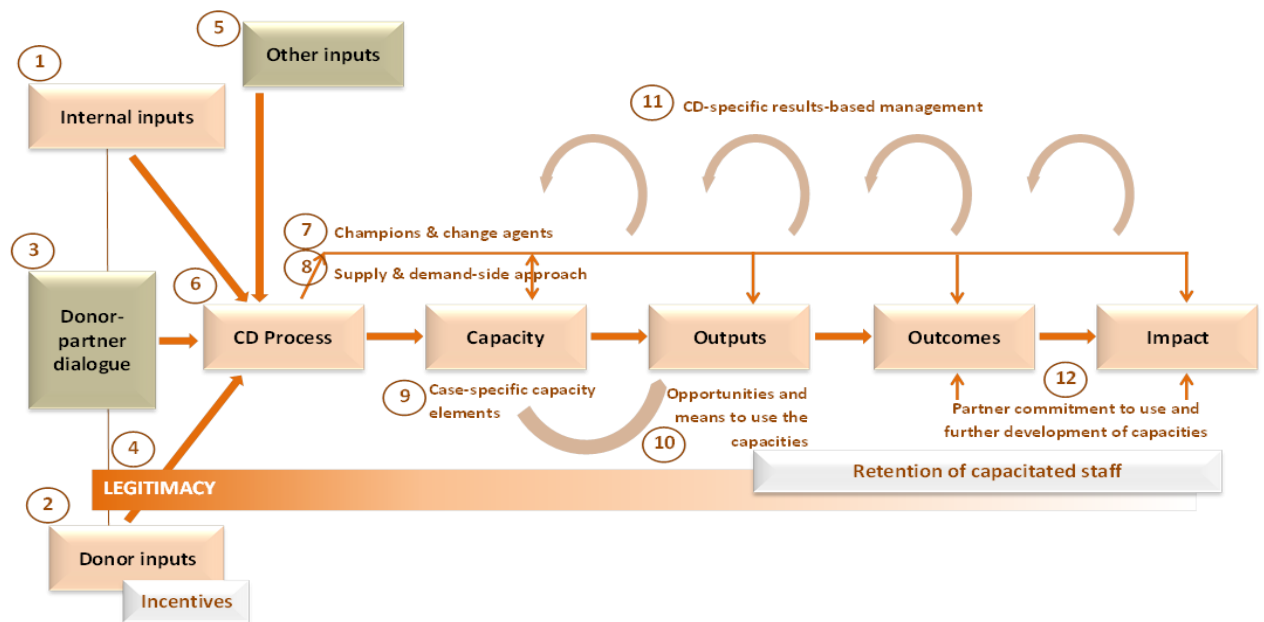 5
Other inputs
1
Internal inputs
11
CD-specific results-based management
3
7
Champions & change agents
8
Supply & demand-side approach
6
Donor-
partner
dialogue
CD Process
Capacity
Outputs
Outcomes
Impact
9
Case-specific capacity
elements
10
Opportunities and
means to use the
capacities
12
Partner commitment to use and
further development of capacities
4
Retention of capacitated staff
LEGITIMACY
2
Donor inputs
Incentives